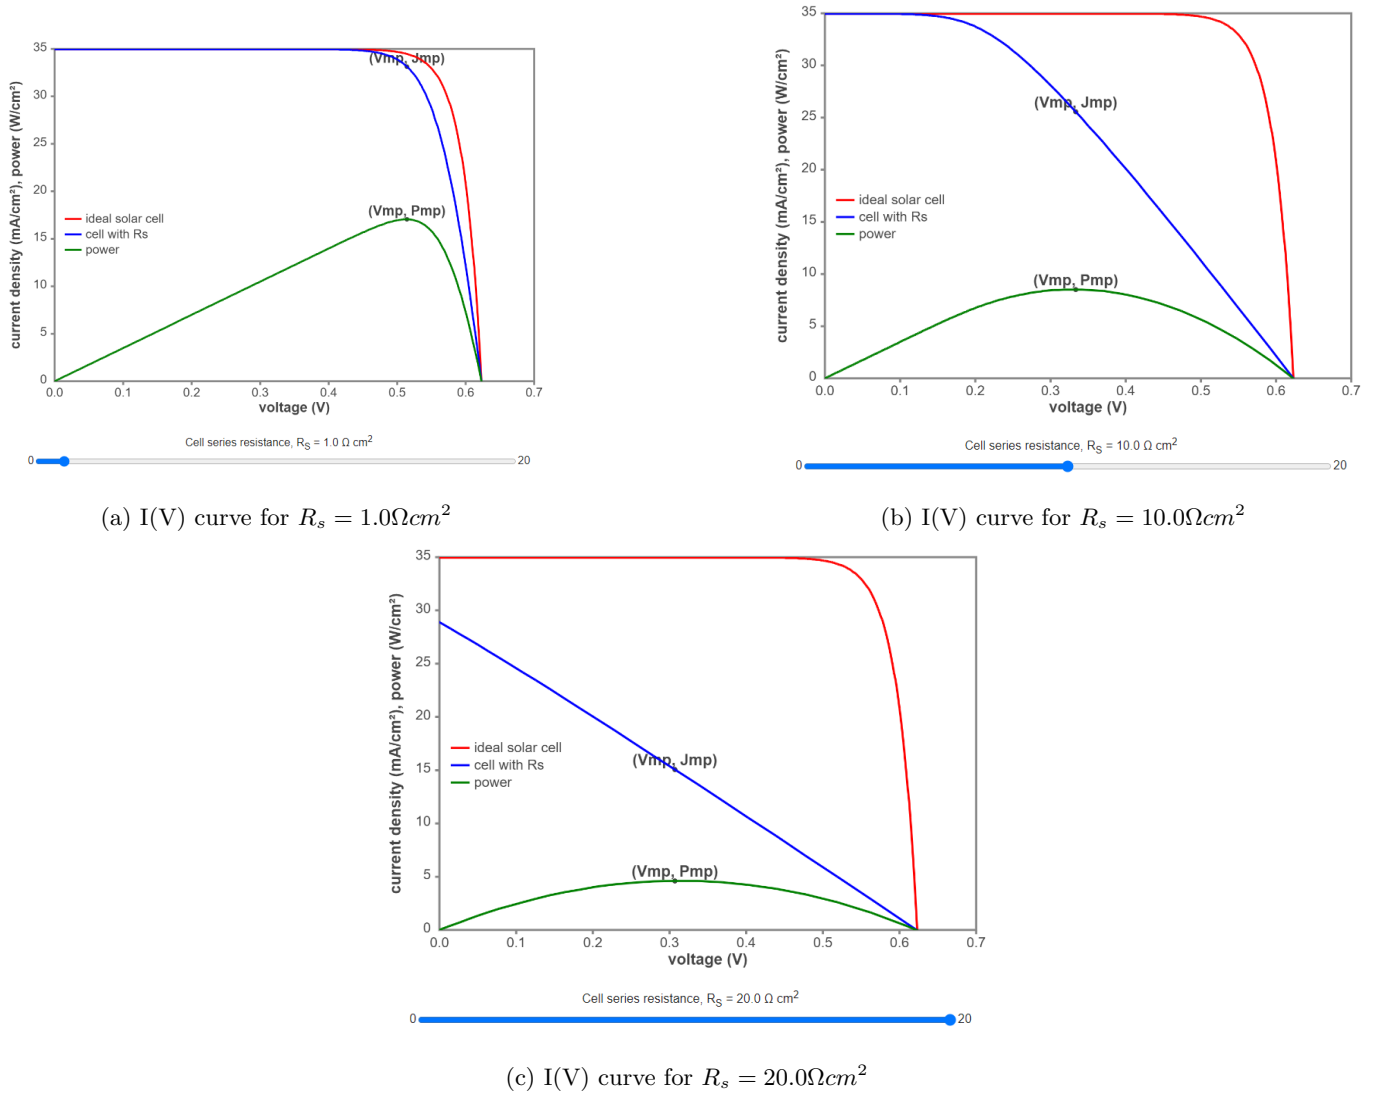 35
30
25
20
15
10
5
0
current density (mA/cm²), power (W/cm²)
(Vmp, Jmp)
(Vmp, Pmp)
ideal solar cell
cell with Rs
power
0.0 0.1 0.2 0.3 0.4 0.5 0.6 0.7
voltage (V)
Cell series resistance, RS = 1.0 Ω cm²
0 20
(a) I(V) curve for Rs = 1.0Ωcm²
35
30
25
20
15
10
5
0
current density (mA/cm²), power (W/cm²)
(Vmp, Jmp)
(Vmp, Pmp)
ideal solar cell
cell with Rs
power
0.0 0.1 0.2 0.3 0.4 0.5 0.6 0.7
voltage (V)
Cell series resistance, RS = 10.0 Ω cm²
0 20
(b) I(V) curve for Rs = 10.0Ωcm²
35
30
25
20
15
10
5
0
current density (mA/cm²), power (W/cm²)
ideal solar cell
cell with Rs
power
(Vmp, Jmp)
(Vmp, Pmp)
0.0 0.1 0.2 0.3 0.4 0.5 0.6 0.7
voltage (V)
Cell series resistance, RS = 20.0 Ω cm²
0 20
(c) I(V) curve for Rs = 20.0Ωcm²